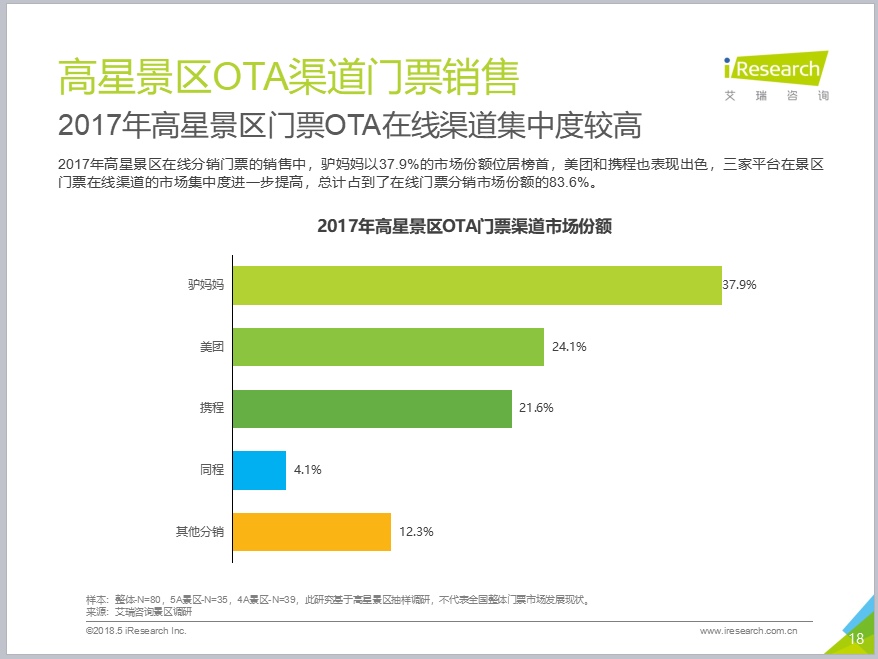 高星景区OTA渠道门票销售
iResearch
艾 瑞 咨 询
2017年高星景区门票OTA在线渠道集中度较高
2017年高星景区在线分销门票的销售中，驴妈妈以37.9%的市场份额位居榜首，美团和携程也表现出色，三家平台在景区
门票在线渠道的市场集中度进一步提高，总计占到了在线门票分销市场份额的83.6%。
2017年高星景区OTA门票渠道市场份额
驴妈妈 37.9%
美团 24.1%
携程 21.6%
同程 4.1%
其他分销 12.3%
样本：整体-N=80，5A景区-N=35，4A景区-N=39，此研究基于高星景区抽样调研，不代表全国整体门票市场发展现状。
来源：艾瑞咨询景区调研
©2018.5 iResearch Inc. www.iresearch.com.cn
18